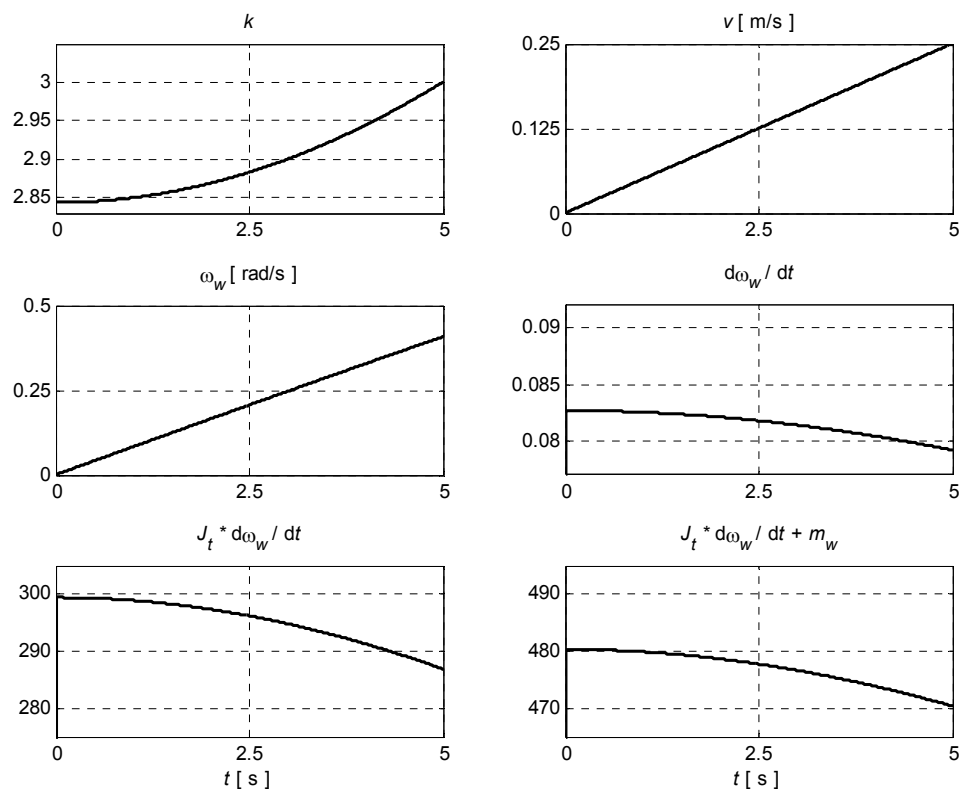 k
3
2.95
2.9
2.85
0 2.5 5
v [ m/s ]
0.25
0.125
0
0 2.5 5
ω_w [ rad/s ]
0.5
0.25
0
0 2.5 5
dω_w / dt
0.09
0.085
0.08
0 2.5 5
J_t * dω_w / dt
300
290
280
0 2.5 5
t [ s ]
J_t * dω_w / dt + m_w
490
480
470
0 2.5 5
t [ s ]